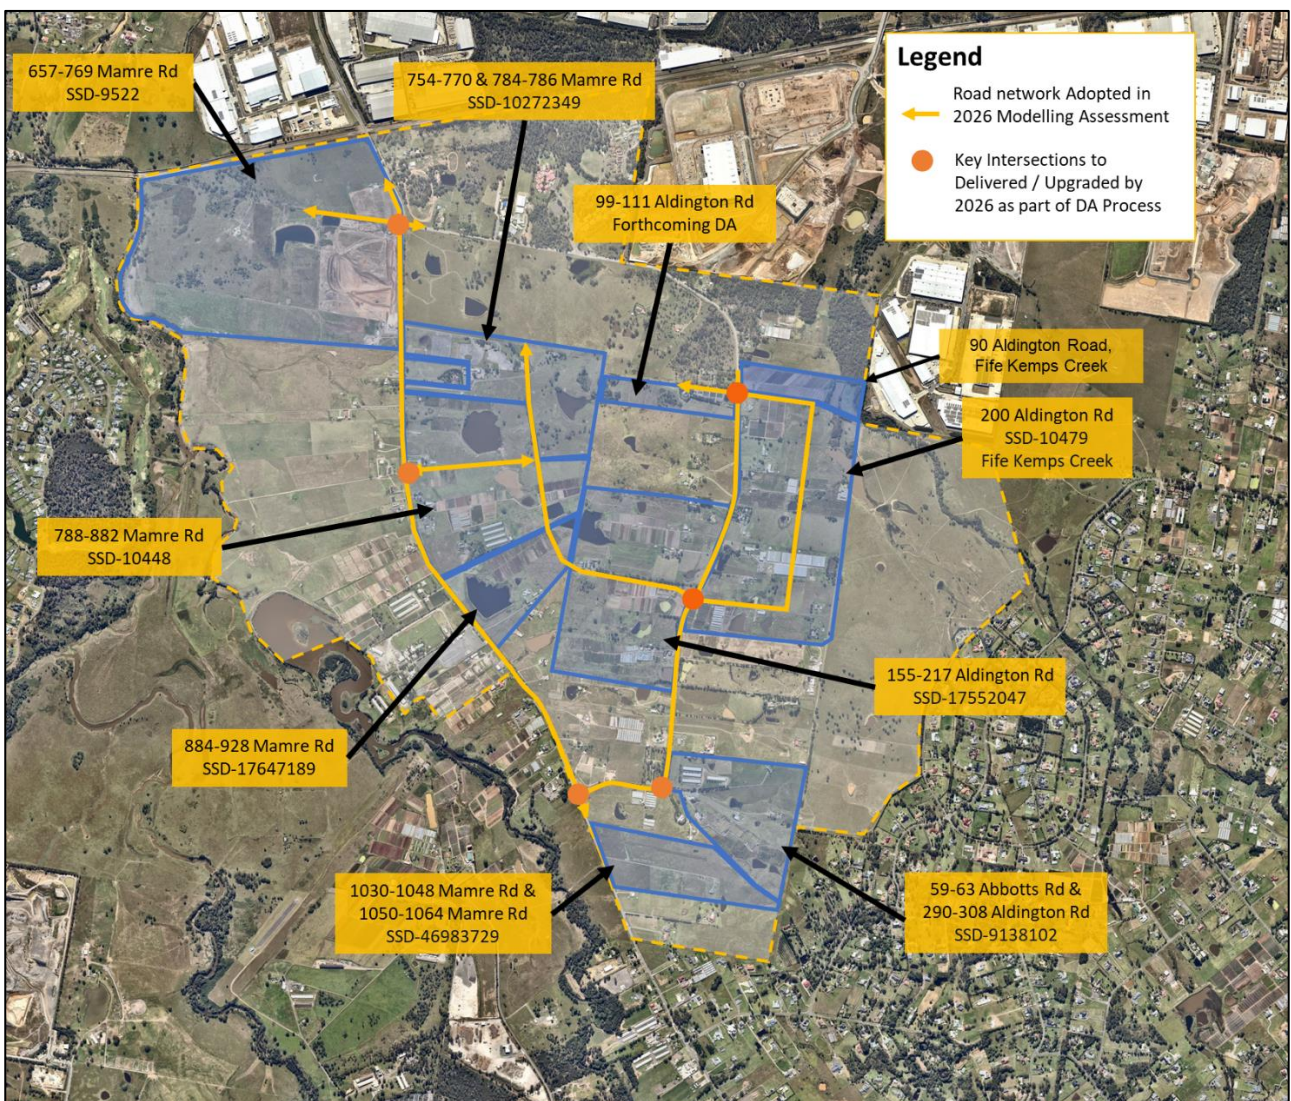 657-769 Mamre Rd
SSD-9522
754-770 & 784-786 Mamre Rd
SSD-10272349
99-111 Aldington Rd
Forthcoming DA
Legend
Road network Adopted in
2026 Modelling Assessment
Key Intersections to
Delivered / Upgraded by
2026 as part of DA Process
90 Aldington Road,
Fife Kemps Creek
200 Aldington Rd
SSD-10479
Fife Kemps Creek
788-882 Mamre Rd
SSD-10448
155-217 Aldington Rd
SSD-17552047
884-928 Mamre Rd
SSD-17647189
1030-1048 Mamre Rd &
1050-1064 Mamre Rd
SSD-46983729
59-63 Abbotts Rd &
290-308 Aldington Rd
SSD-9138102